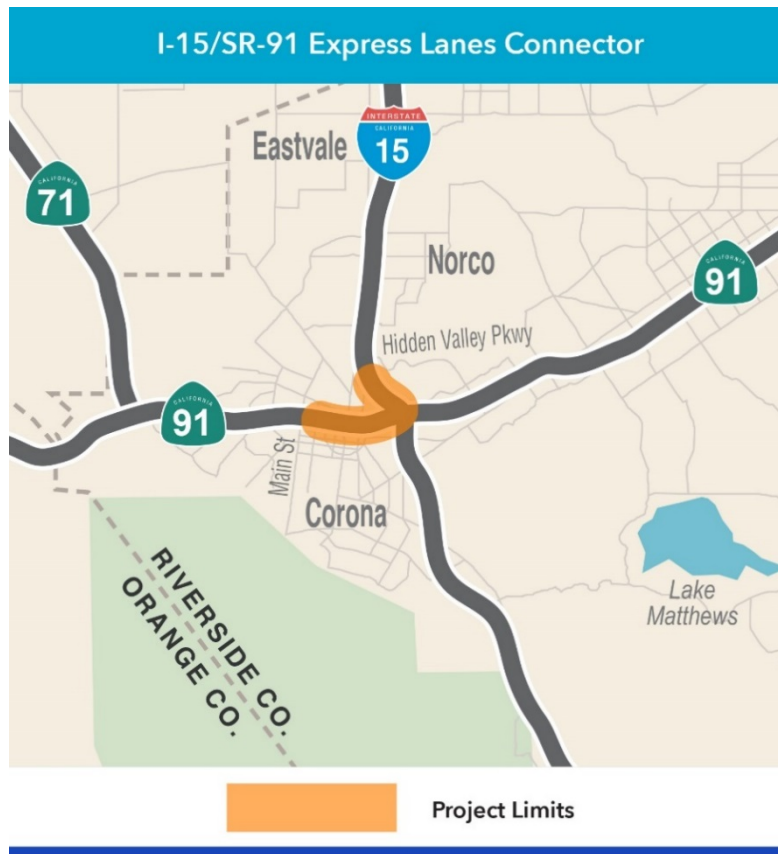 I-15/SR-91 Express Lanes Connector
INTERSTATE
CALIFORNIA
15
Eastvale
CALIFORNIA
71
Norco
CALIFORNIA
91
Hidden Valley Pkwy
CALIFORNIA
91
Main St
Corona
Lake
Matthews
RIVERSIDE CO.
ORANGE CO.
Project Limits